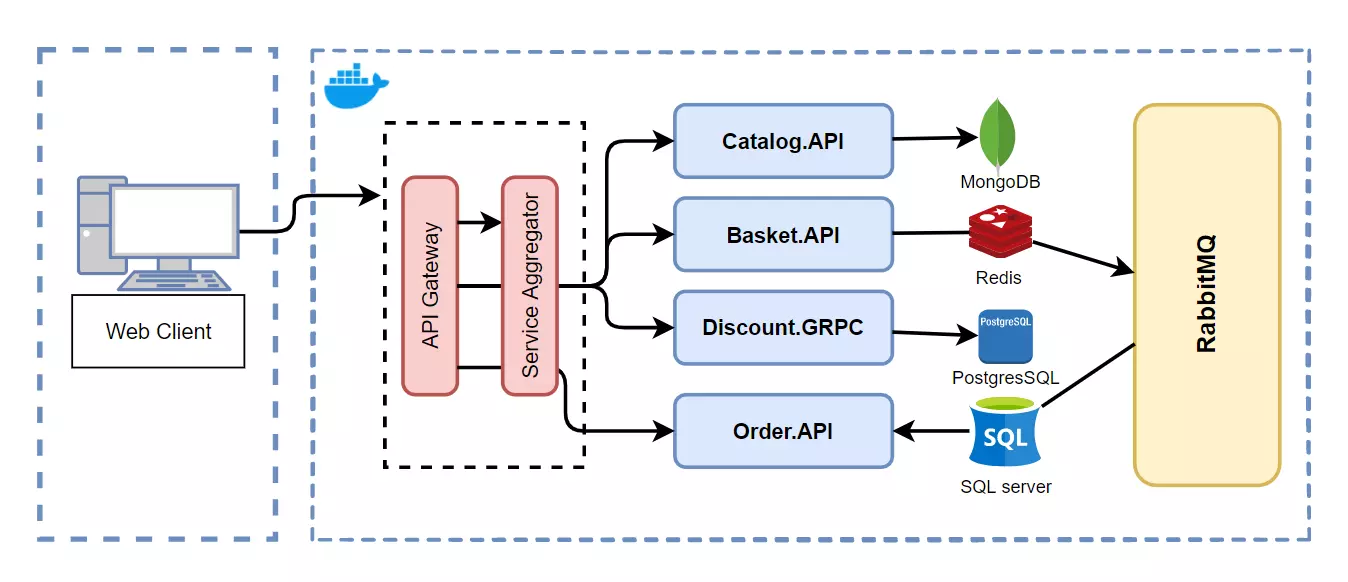 Web Client
API Gateway
Service Aggregator
Catalog.API
Basket.API
Discount.GRPC
Order.API
MongoDB
Redis
PostgreSQL
PostgresSQL
SQL
SQL server
RabbitMQ